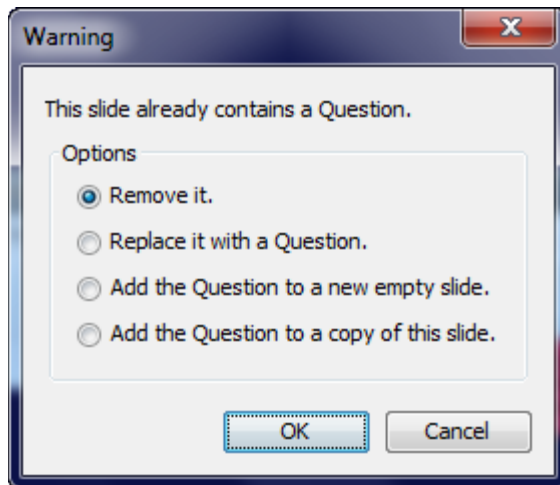 Warning
This slide already contains a Question.
Options
Remove it.
Replace it with a Question.
Add the Question to a new empty slide.
Add the Question to a copy of this slide.
OK
Cancel